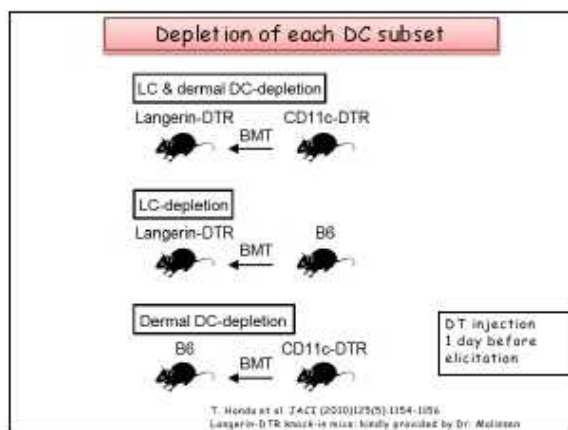 Depletion of each DC subset
LC & dermal DC-depletion
Langerin-DTR CD11c-DTR
BMT
LC-depletion
Langerin-DTR B6
BMT
Dermal DC-depletion
B6 CD11c-DTR
BMT
DT injection
1 day before
elicitation
T. Honda et al. JACI (2010)125(5):1154-1156
Langerin-DTR knock-in mice: kindly provided by Dr. Malissen